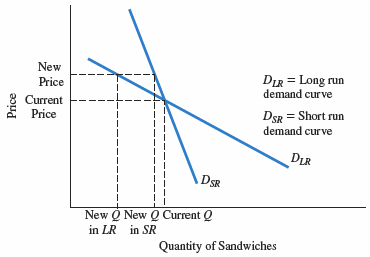 New
Price
Current
Price
Price
D_LR = Long run
demand curve
D_SR = Short run
demand curve
D_LR
D_SR
New Q New Q Current Q
in LR in SR
Quantity of Sandwiches